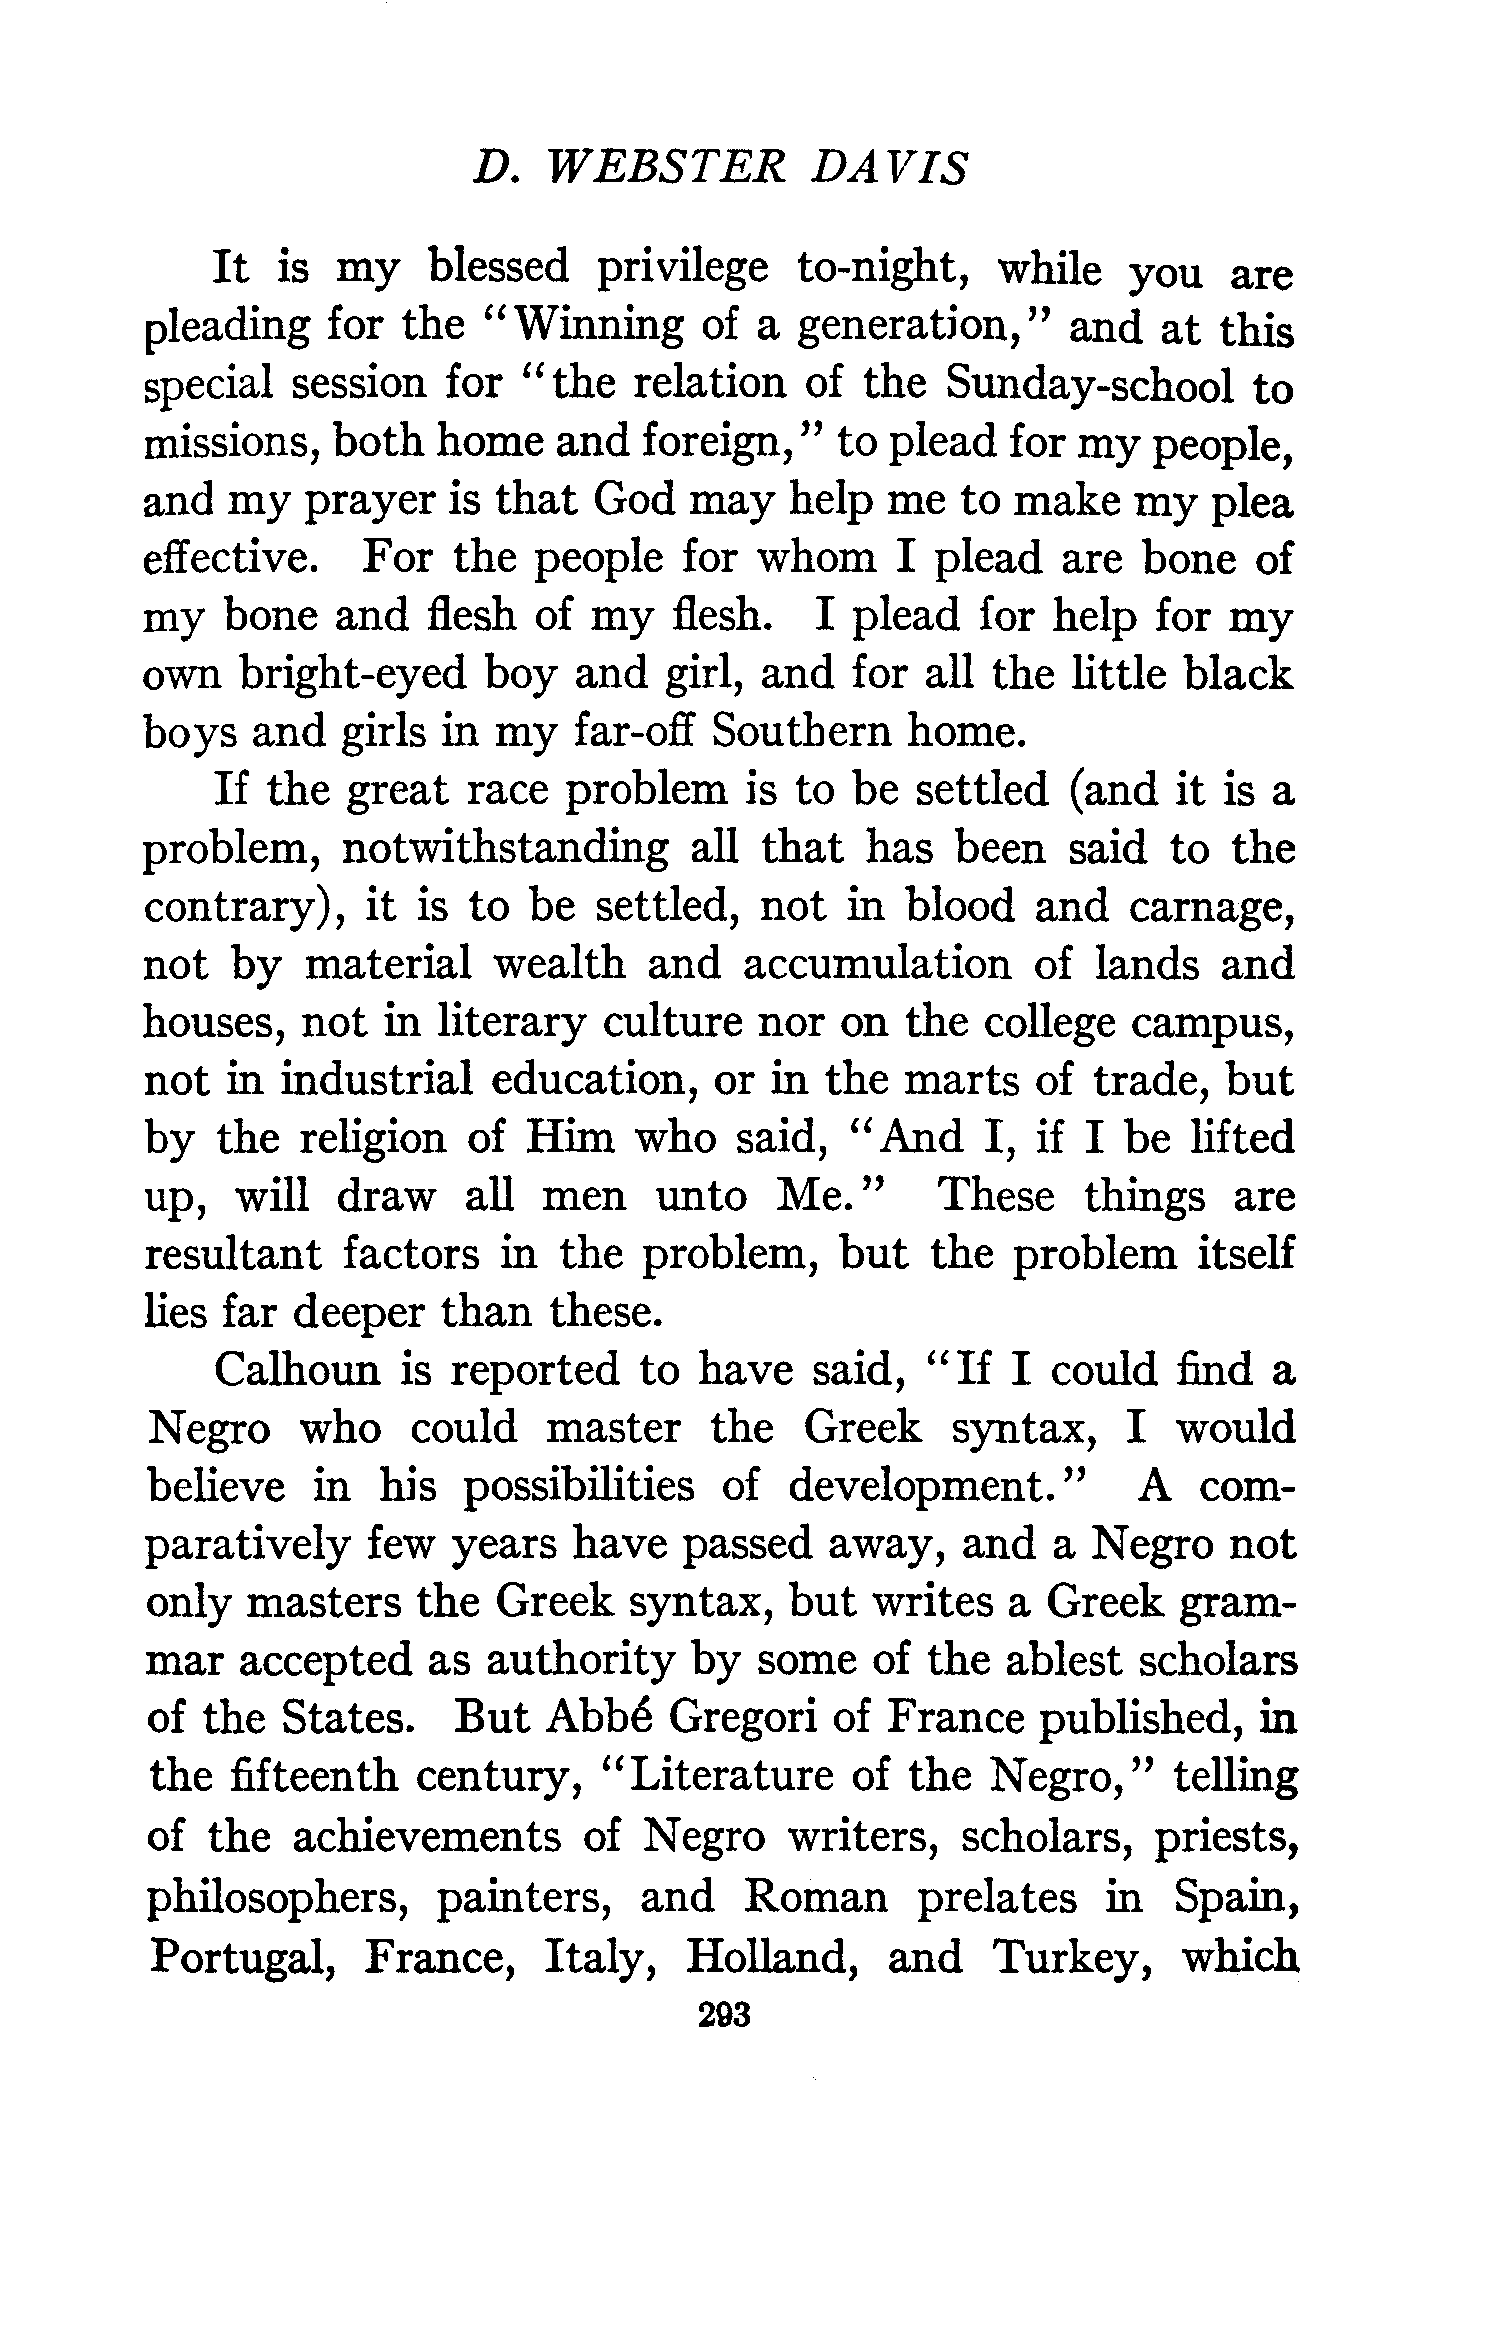 D. WEBSTER DAVIS
It is my blessed privilege to-night, while you are
pleading for the "Winning of a generation," and at this
special session for "the relation of the Sunday-school to
missions, both home and foreign," to plead for my people,
and my prayer is that God may help me to make my plea
effective. For the people for whom I plead are bone of
my bone and flesh of my flesh. I plead for help for my
own bright-eyed boy and girl, and for all the little black
boys and girls in my far-off Southern home.
If the great race problem is to be settled (and it is a
problem, notwithstanding all that has been said to the
contrary), it is to be settled, not in blood and carnage,
not by material wealth and accumulation of lands and
houses, not in literary culture nor on the college campus,
not in industrial education, or in the marts of trade, but
by the religion of Him who said, "And I, if I be lifted
up, will draw all men unto Me." These things are
resultant factors in the problem, but the problem itself
lies far deeper than these.
Calhoun is reported to have said, "If I could find a
Negro who could master the Greek syntax, I would
believe in his possibilities of development." A com-
paratively few years have passed away, and a Negro not
only masters the Greek syntax, but writes a Greek gram-
mar accepted as authority by some of the ablest scholars
of the States. But Abbé Gregori of France published, in
the fifteenth century, "Literature of the Negro," telling
of the achievements of Negro writers, scholars, priests,
philosophers, painters, and Roman prelates in Spain,
Portugal, France, Italy, Holland, and Turkey, which
293